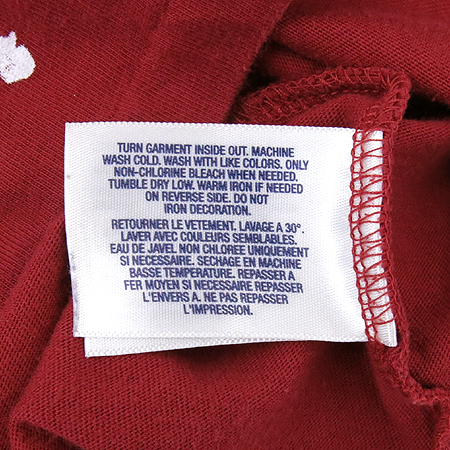 TURN GARMENT INSIDE OUT. MACHINE
WASH COLD. WASH WITH LIKE COLORS. ONLY
NON-CHLORINE BLEACH WHEN NEEDED.
TUMBLE DRY LOW. WARM IRON IF NEEDED
ON REVERSE SIDE. DO NOT
IRON DECORATION.
RETOURNER LE VETEMENT. LAVAGE A 30°.
LAVER AVEC COULEURS SEMBLABLES.
EAU DE JAVEL NON CHLOREE UNIQUEMENT
SI NECESSAIRE. SECHAGE EN MACHINE
BASSE TEMPERATURE. REPASSER A
FER MOYEN SI NECESSAIRE REPASSER
L'ENVERS A. NE PAS REPASSER
L'IMPRESSION.